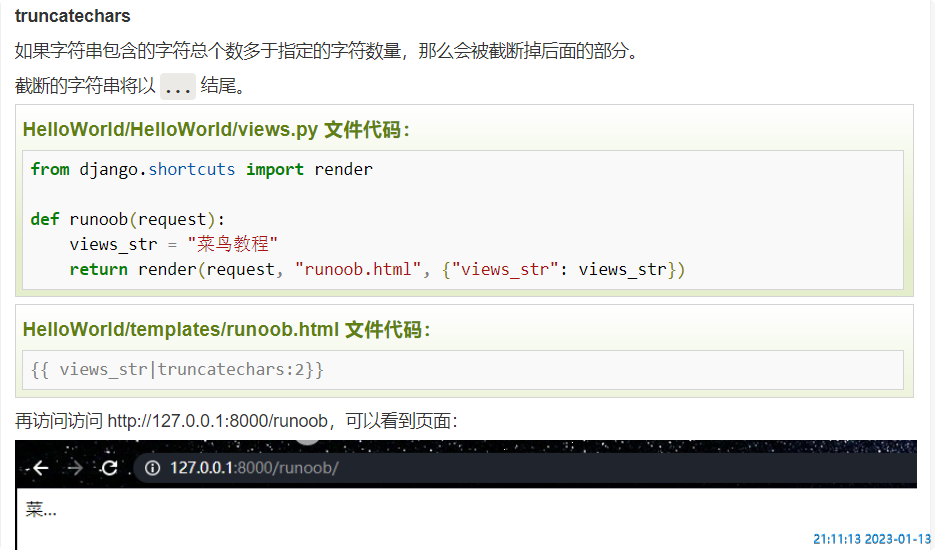 truncatechars
如果字符串包含的字符总个数多于指定的字符数量，那么会被截断掉后面的部分。
截断的字符串将以 ... 结尾。
HelloWorld/HelloWorld/views.py 文件代码：
from django.shortcuts import render
def runoob(request):
    views_str = "菜鸟教程"
    return render(request, "runoob.html", {"views_str": views_str})
HelloWorld/templates/runoob.html 文件代码：
{{ views_str|truncatechars:2}}
再访问访问 http://127.0.0.1:8000/runoob，可以看到页面：
127.0.0.1:8000/runoob/
菜...
21:11:13 2023-01-13